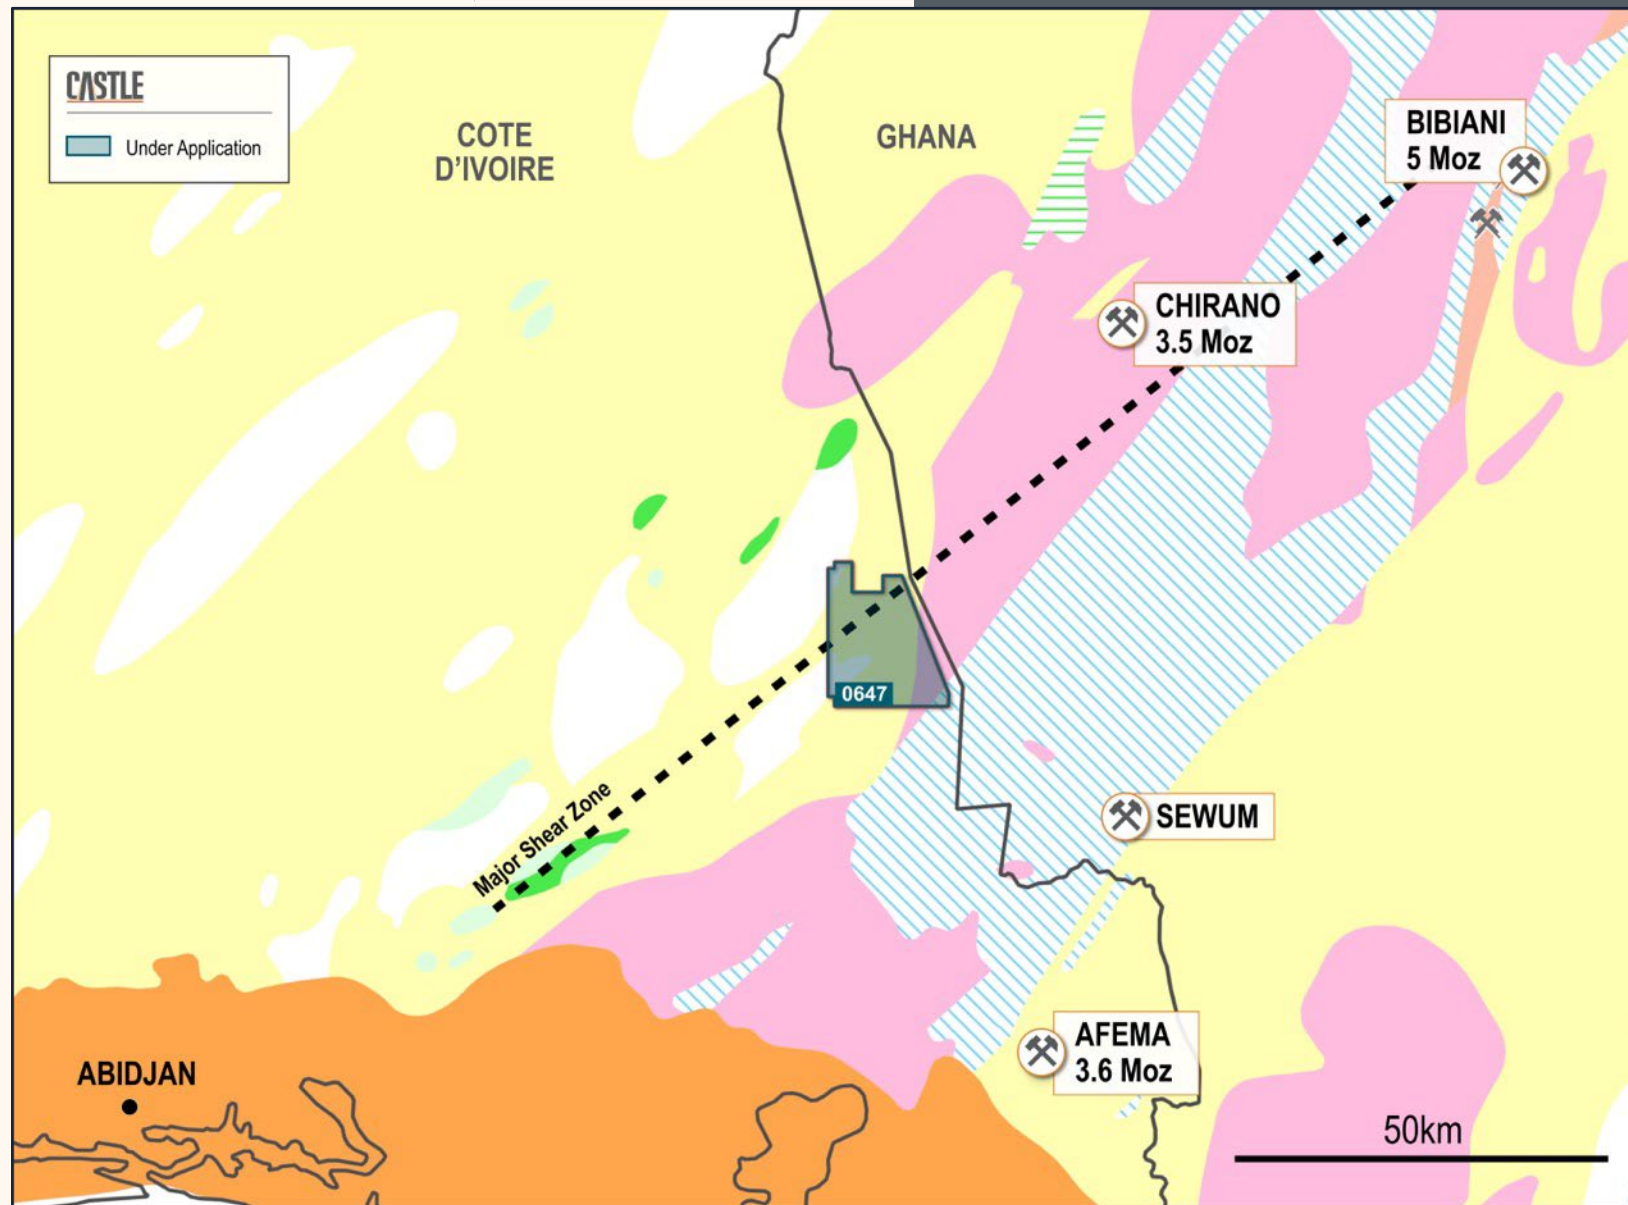 CASTLE
Under Application
COTE
D'IVOIRE
GHANA
BIBIANI
5 Moz
CHIRANO
3.5 Moz
0647
Major Shear Zone
SEWUM
AFEMA
3.6 Moz
ABIDJAN
50km